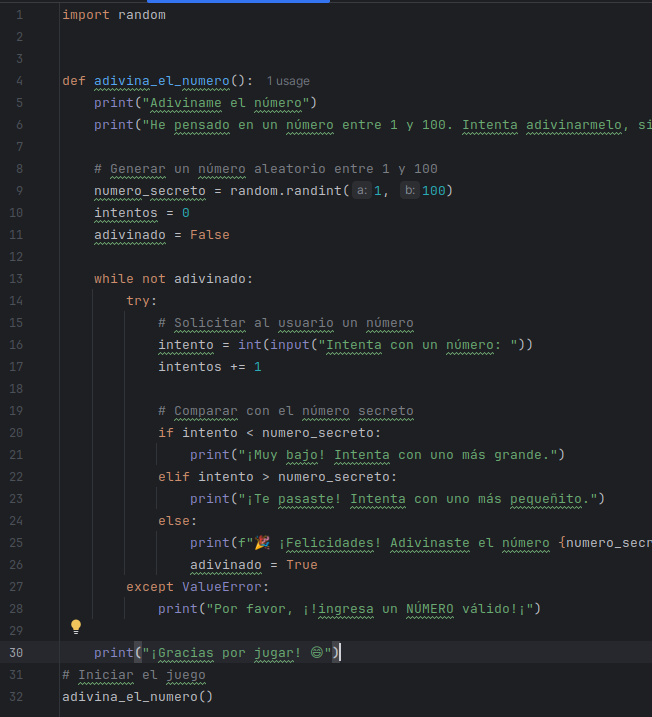 1 import random
2
3
4 def adivina_el_numero(): 1 usage
5 print("Adiviname el número")
6 print("He pensado en un número entre 1 y 100. Intenta adivinarmelo, si
7
8 # Generar un número aleatorio entre 1 y 100
9 numero_secreto = random.randint( a: 1, b: 100)
10 intentos = 0
11 adivinado = False
12
13 while not adivinado:
14 try:
15 # Solicitar al usuario un número
16 intento = int(input("Intenta con un número: "))
17 intentos += 1
18
19 # Comparar con el número secreto
20 if intento < numero_secreto:
21 print("¡Muy bajo! Intenta con uno más grande.")
22 elif intento > numero_secreto:
23 print("¡Te pasaste! Intenta con uno más pequeñito.")
24 else:
25 print(f"🎉 ¡Felicidades! Adivinaste el número {numero_secr
26 adivinado = True
27 except ValueError:
28 print("Por favor, ¡!ingresa un NÚMERO válido!¡")
29
30 print("¡Gracias por jugar! 😄")
31 # Iniciar el juego
32 adivina_el_numero()